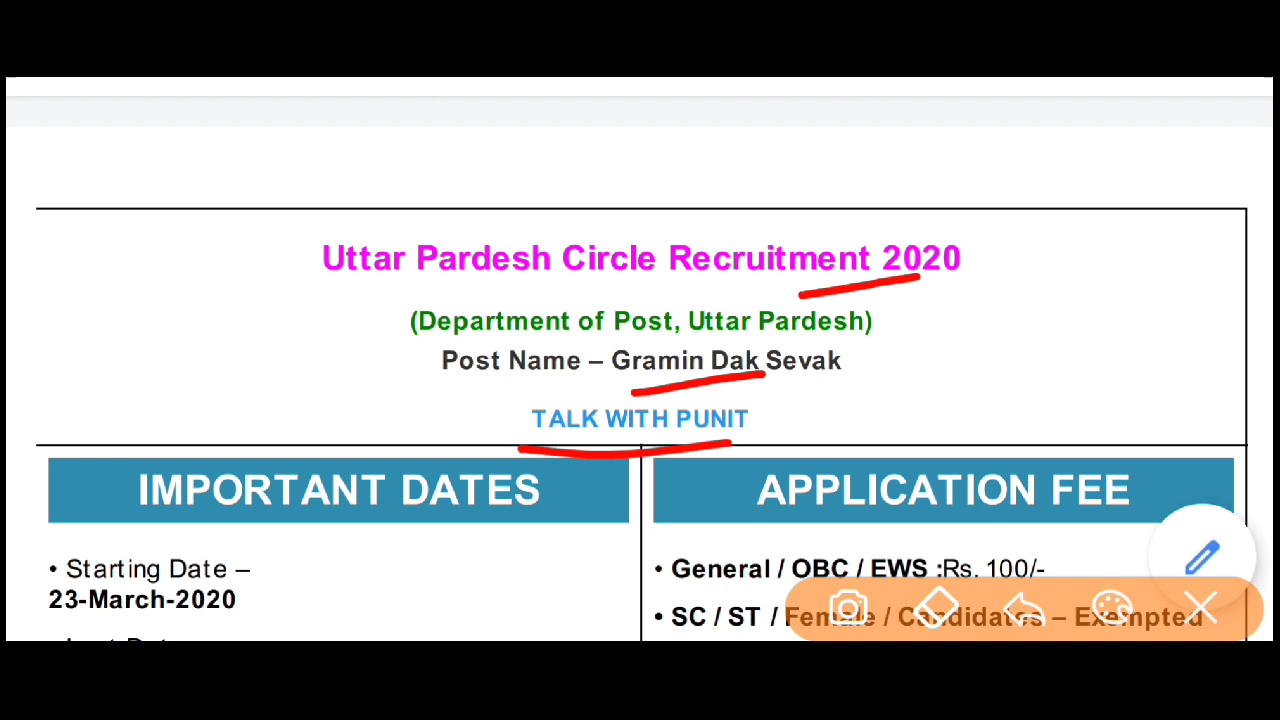 Uttar Pardesh Circle Recruitment 2020
(Department of Post, Uttar Pardesh)
Post Name – Gramin Dak Sevak
TALK WITH PUNIT
IMPORTANT DATES
• Starting Date –
23-March-2020
APPLICATION FEE
• General / OBC / EWS :Rs. 100/-
• SC / ST / Female / Candidates – Exempted